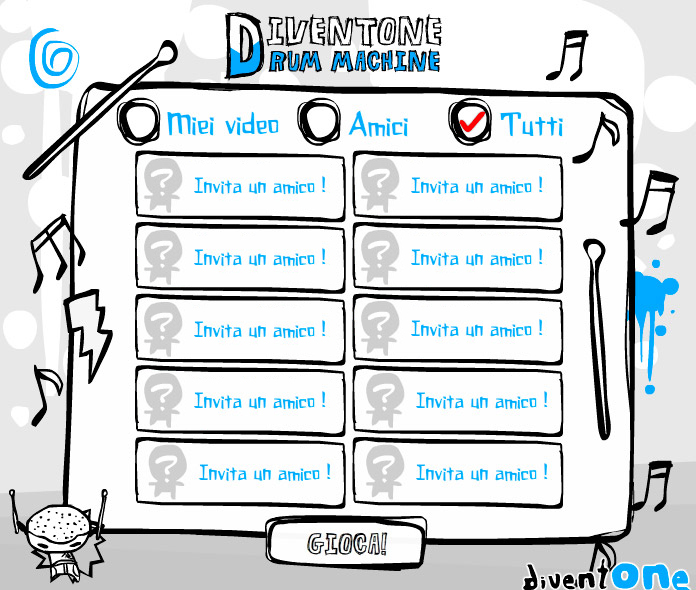 DIVENTONE
DRUM MACHINE
Miei video Amici Tutti
? Invita un amico ! ? Invita un amico !
? Invita un amico ! ? Invita un amico !
? Invita un amico ! ? Invita un amico !
? Invita un amico ! ? Invita un amico !
? Invita un amico ! ? Invita un amico !
GIOCA!
diventONe